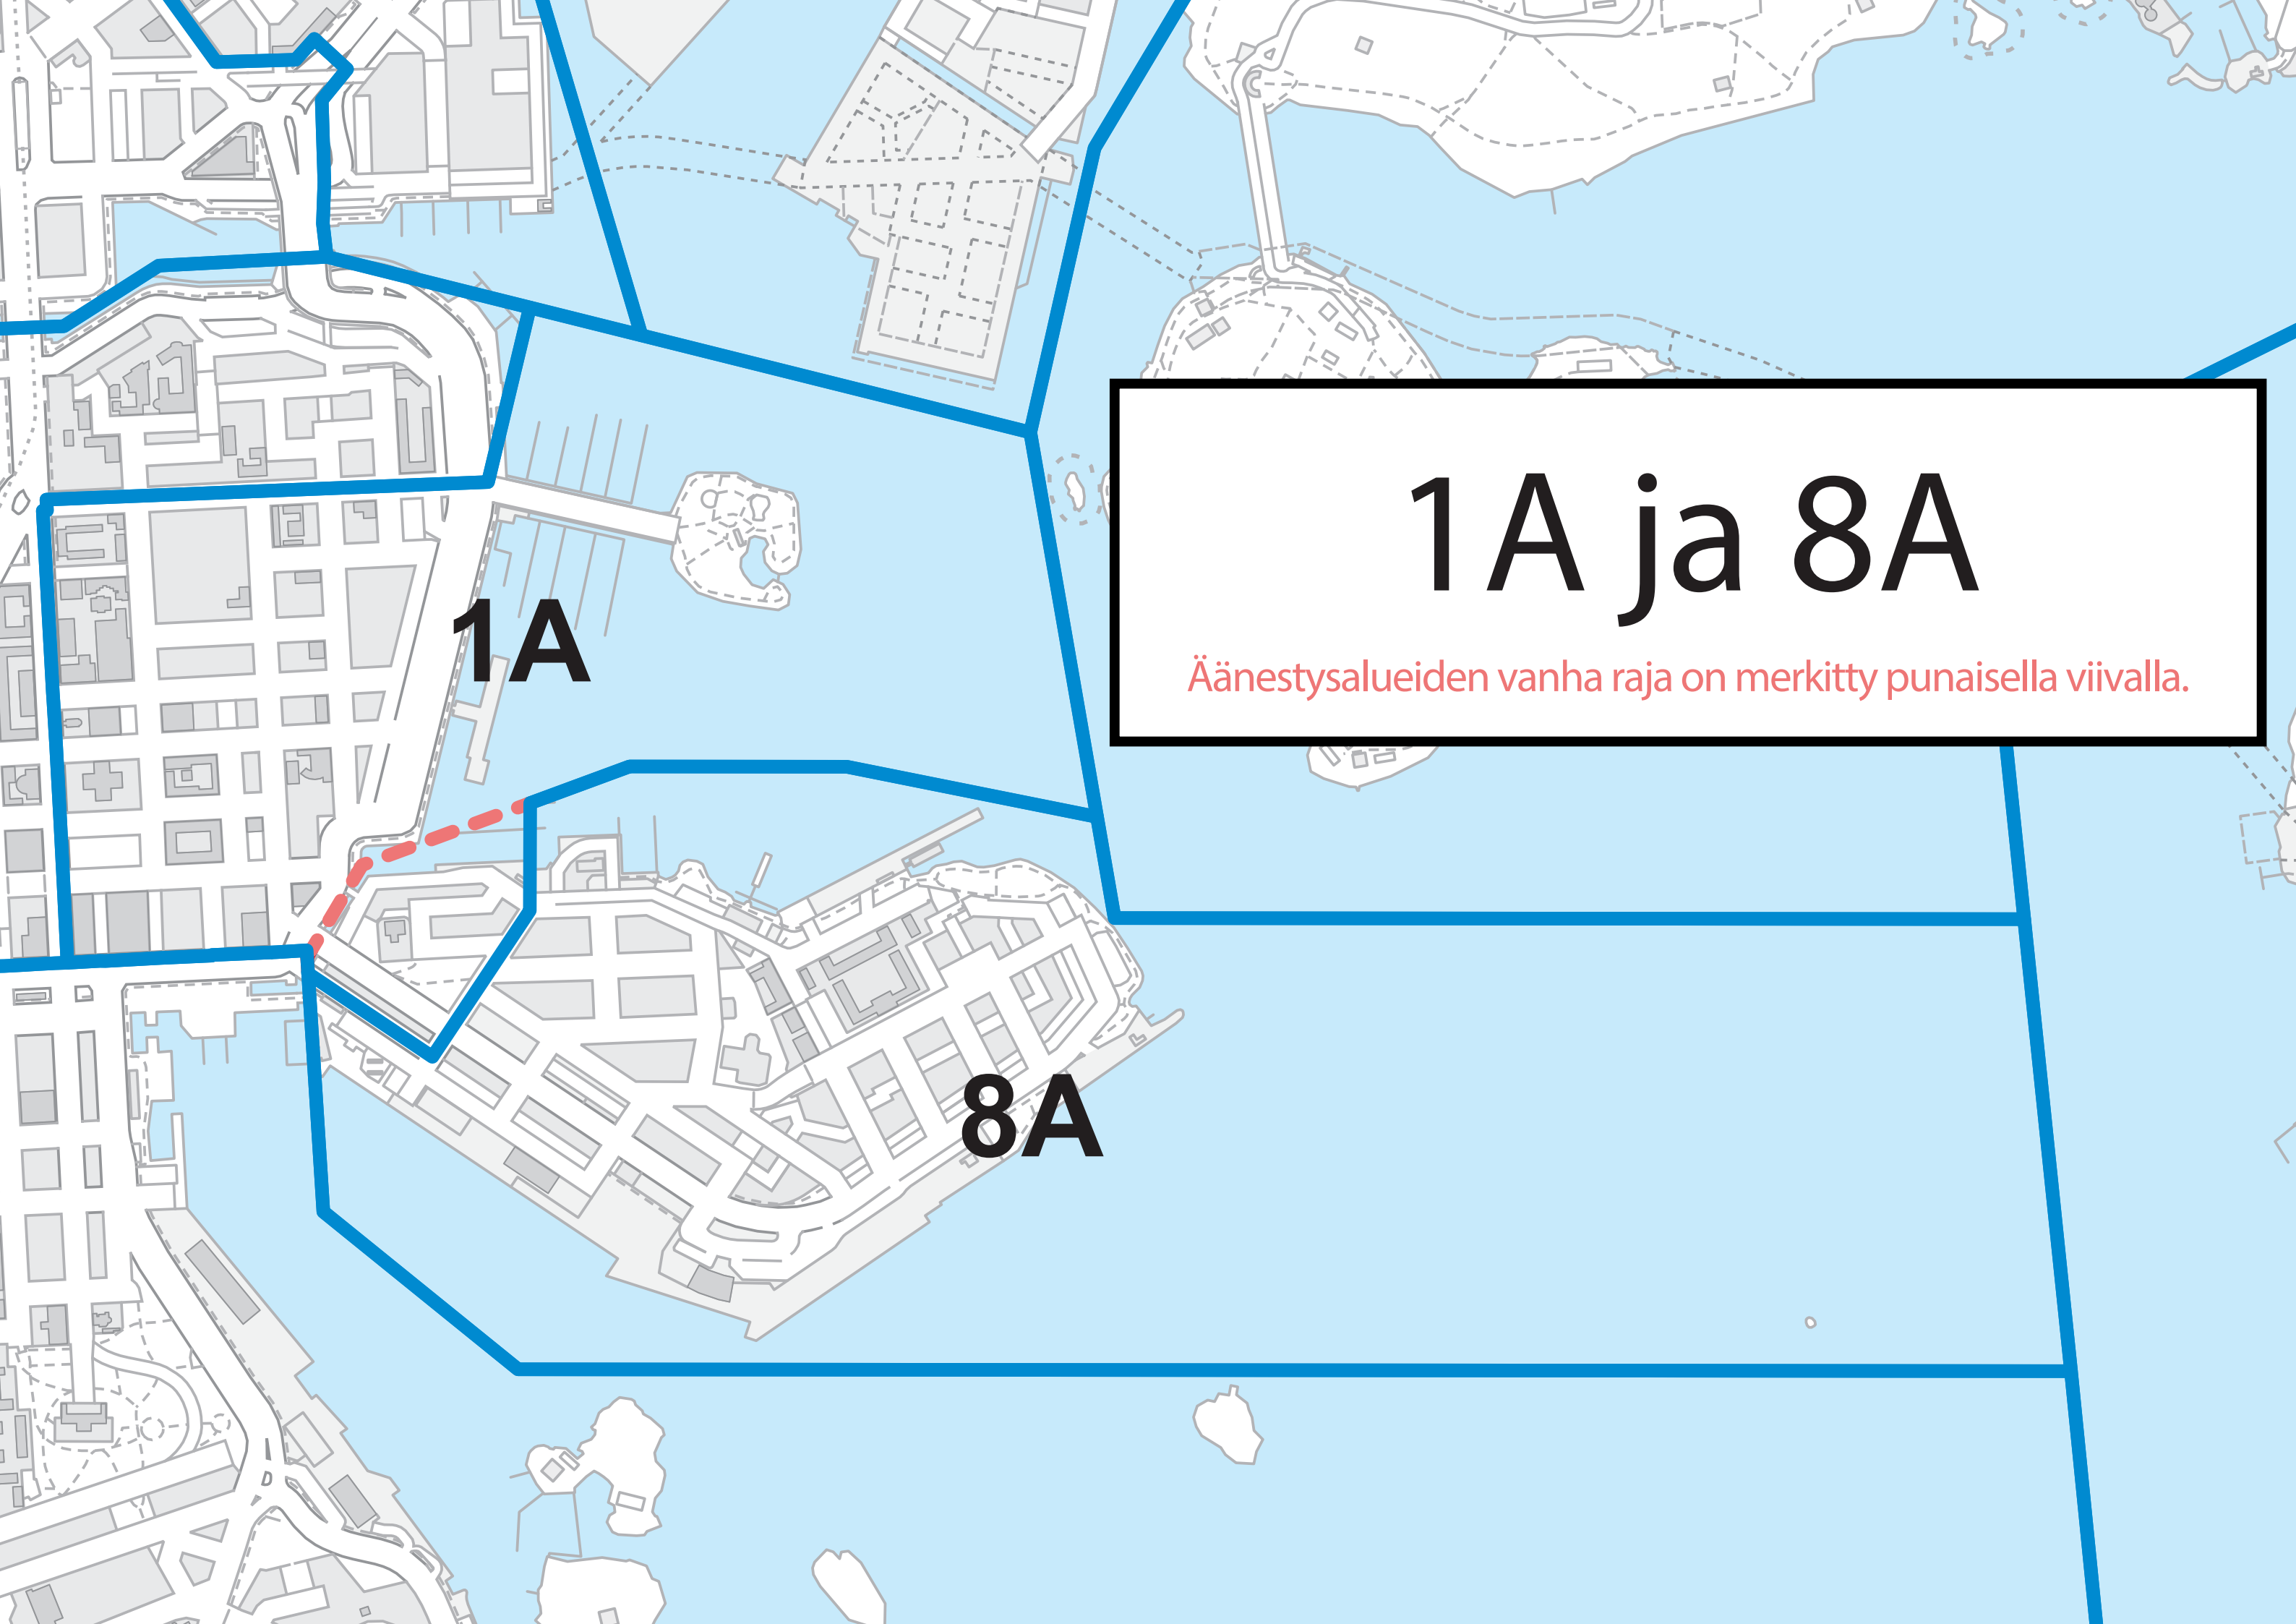 1A ja 8A
Äänestysalueiden vanha raja on merkitty punaisella viivalla.
1A
8A